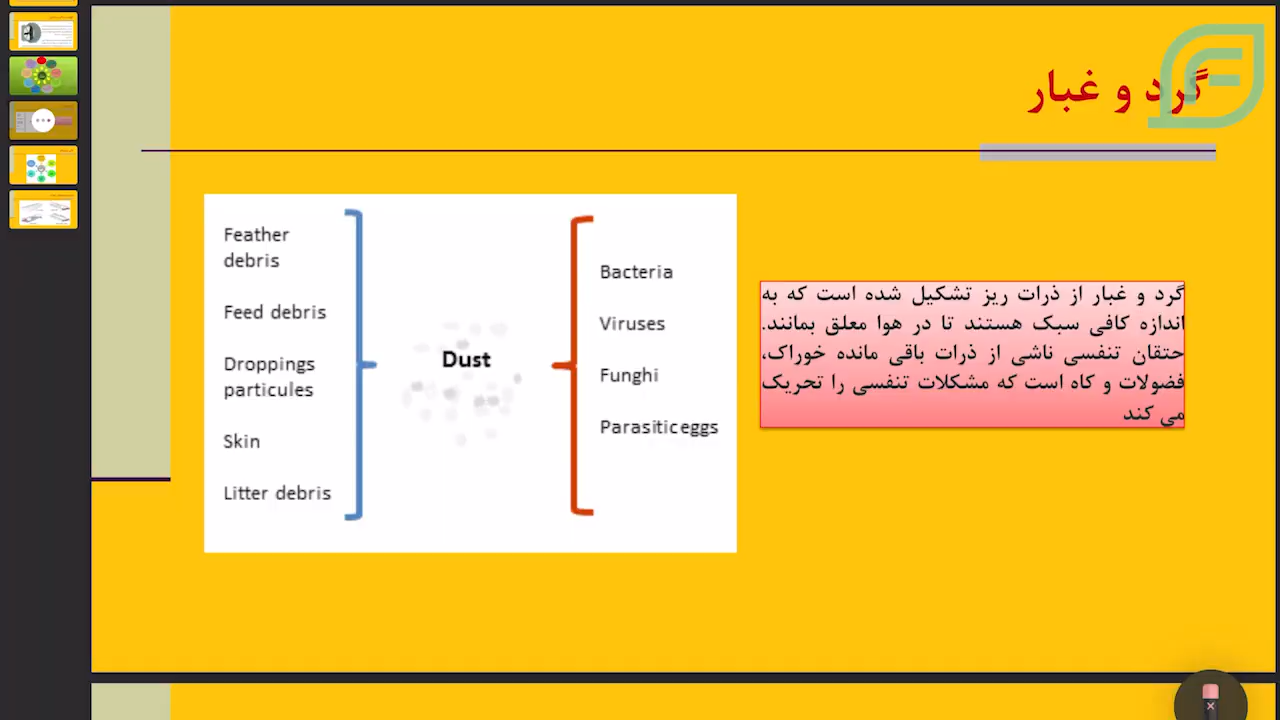 گرد و غبار
Feather
debris
Feed debris
Droppings
particules
Skin
Litter debris
Dust
Bacteria
Viruses
Funghi
Parasitic eggs
گرد و غبار از ذرات ریز تشکیل شده است که به
اندازه کافی سبک هستند تا در هوا معلق بمانند.
حتقان تنفسی ناشی از ذرات باقی مانده خوراک،
فضولات و کاه است که مشکلات تنفسی را تحریک
می کند